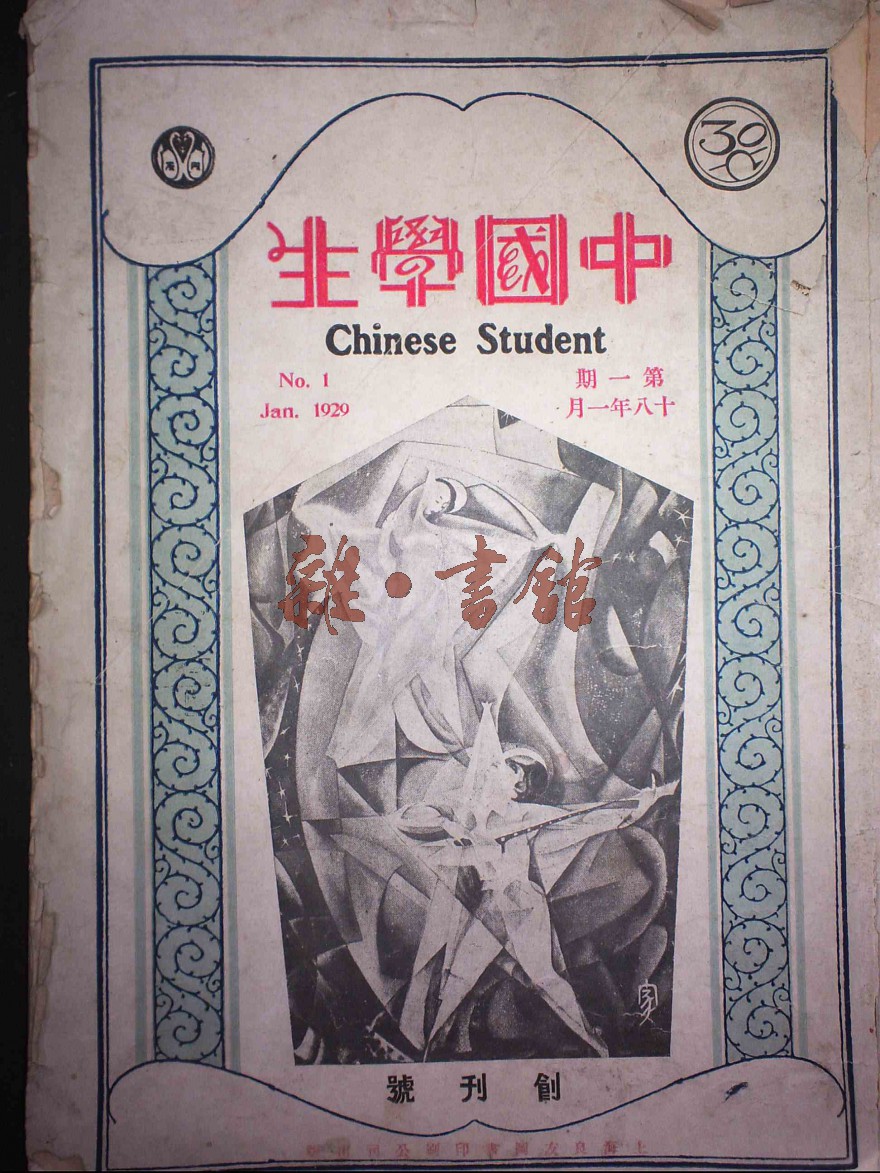 30
中國學生
Chinese Student
No. 1
第一期
Jan. 1929
十八年一月
雜·書館
創刊號
上海良友圖書印刷公司